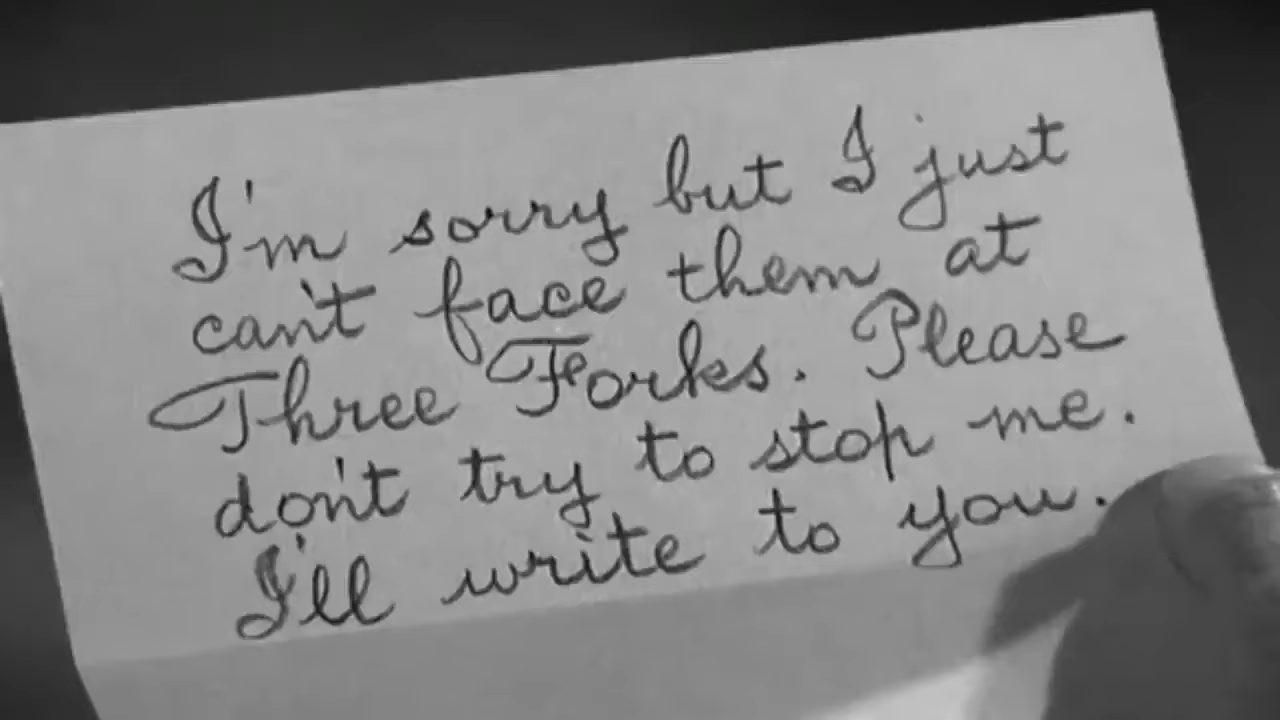 I'm sorry but I just
can't face them at
Three Forks. Please
don't try to stop me.
I'll write to you.